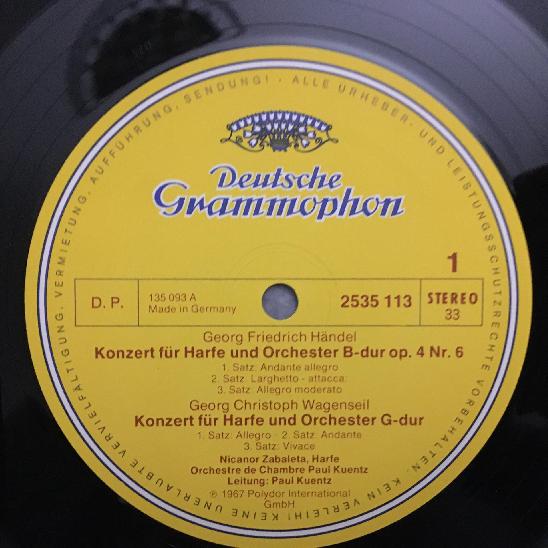 ALLE URHEBER- UND LEISTUNGSSCHUTZRECHTE VORBEHALTEN. KEIN VERLEIH! KEINE UNERLAUBTE VERVIELFÄLTIGUNG, VERMIETUNG, AUFFÜHRUNG, SENDUNG!
Deutsche
Grammophon
1
D. P.
135 093 A
Made in Germany
2535 113
STEREO
33
Georg Friedrich Händel
Konzert für Harfe und Orchester B-dur op. 4 Nr. 6
1. Satz: Andante allegro
2. Satz: Larghetto - attacca:
3. Satz: Allegro moderato
Georg Christoph Wagenseil
Konzert für Harfe und Orchester G-dur
1. Satz: Allegro · 2. Satz: Andante
3. Satz: Vivace
Nicanor Zabaleta, Harfe
Orchestre de Chambre Paul Kuentz
Leitung: Paul Kuentz
℗ 1967 Polydor International
GmbH